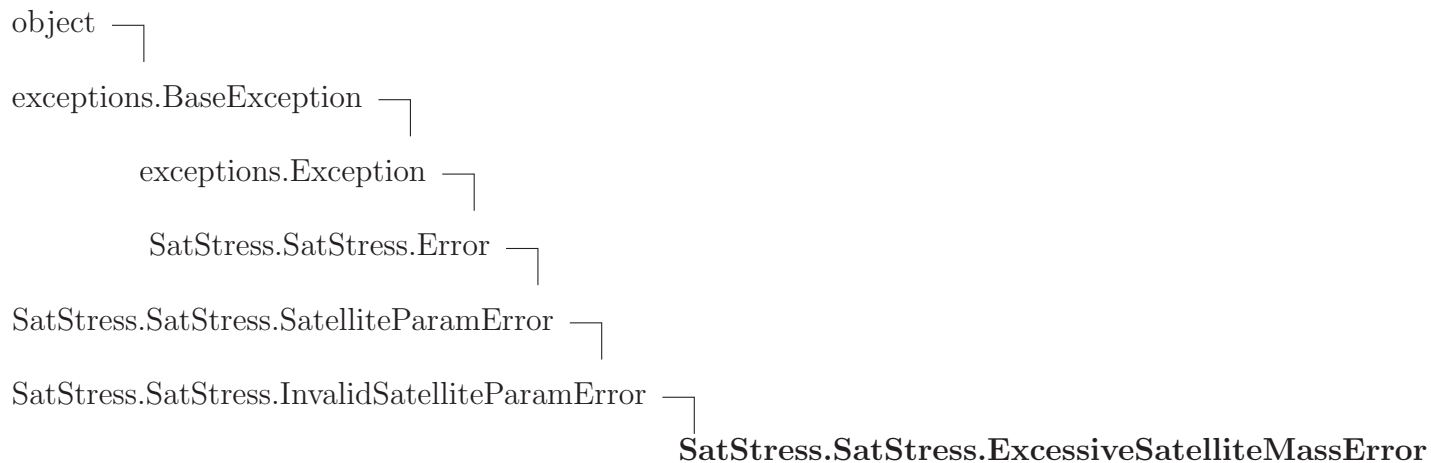 object
exceptions.BaseException
exceptions.Exception
SatStress.SatStress.Error
SatStress.SatStress.SatelliteParamError
SatStress.SatStress.InvalidSatelliteParamError
SatStress.SatStress.ExcessiveSatelliteMassError